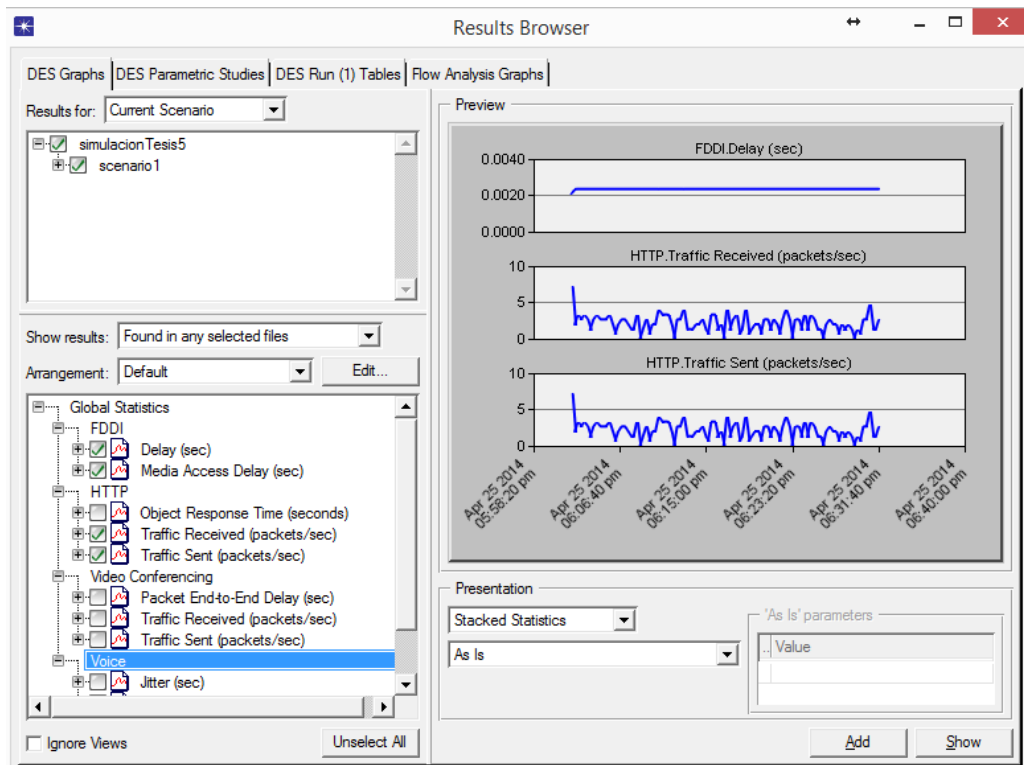 Results Browser
DES Graphs DES Parametric Studies DES Run (1) Tables Flow Analysis Graphs
Results for: Current Scenario
simulacionTesis5
scenario1
Show results: Found in any selected files
Arrangement: Default Edit...
Global Statistics
FDDI
Delay (sec)
Media Access Delay (sec)
HTTP
Object Response Time (seconds)
Traffic Received (packets/sec)
Traffic Sent (packets/sec)
Video Conferencing
Packet End-to-End Delay (sec)
Traffic Received (packets/sec)
Traffic Sent (packets/sec)
Voice
Jitter (sec)
Ignore Views Unselect All
Preview
FDDI.Delay (sec)
0.0040
0.0020
0.0000
HTTP.Traffic Received (packets/sec)
10
5
0
HTTP.Traffic Sent (packets/sec)
10
5
0
Apr 25 2014
05:58:20 pm
Apr 25 2014
06:06:40 pm
Apr 25 2014
06:15:00 pm
Apr 25 2014
06:23:20 pm
Apr 25 2014
06:31:40 pm
Apr 25 2014
06:40:00 pm
Presentation
Stacked Statistics
As Is
'As Is' parameters
.. Value
Add Show